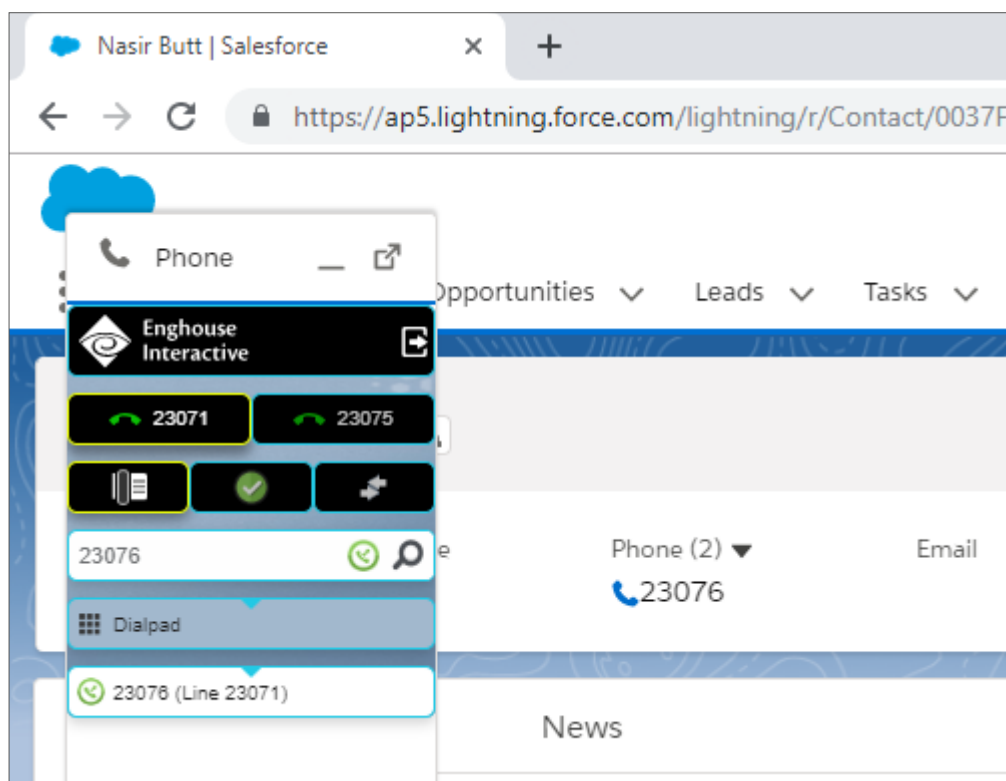 Nasir Butt | Salesforce
https://ap5.lightning.force.com/lightning/r/Contact/0037
Phone
Opportunities Leads Tasks
Enghouse
Interactive
23071 23075
23076
Phone (2) Email
23076
Dialpad
23076 (Line 23071)
News